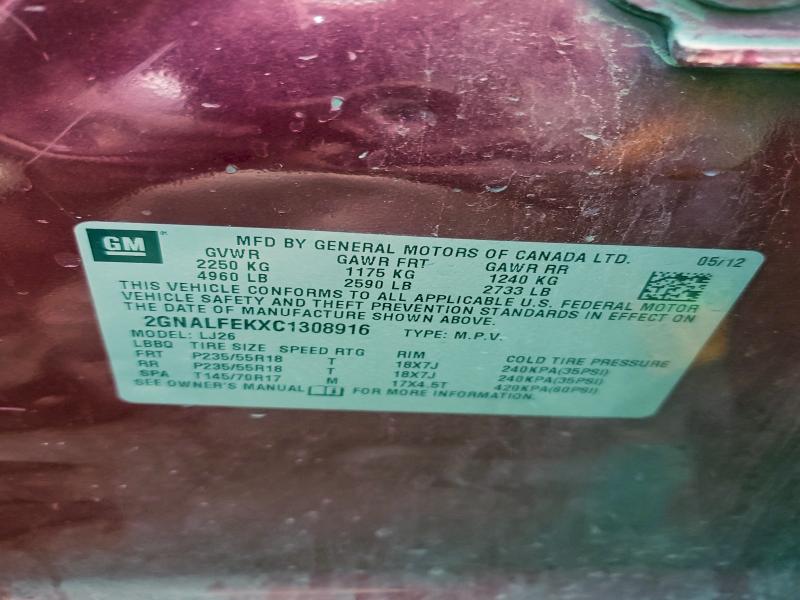 GM
MFD BY GENERAL MOTORS OF CANADA LTD. 05/12
GVWR GAWR FRT GAWR RR
2250 KG 1175 KG 1240 KG
4960 LB 2590 LB 2733 LB
THIS VEHICLE CONFORMS TO ALL APPLICABLE U.S. FEDERAL MOTOR
VEHICLE SAFETY AND THEFT PREVENTION STANDARDS IN EFFECT ON
THE DATE OF MANUFACTURE SHOWN ABOVE.
2GNALFEKXC1308916 TYPE: M.P.V.
MODEL: LJ26
LBBQ TIRE SIZE SPEED RTG RIM COLD TIRE PRESSURE
FRT P235/55R18 T 18X7J 240KPA(35PSI)
RR P235/55R18 T 18X7J 240KPA(35PSI)
SPA T145/70R17 M 17X4.5T 420KPA(60PSI)
SEE OWNER'S MANUAL FOR MORE INFORMATION.